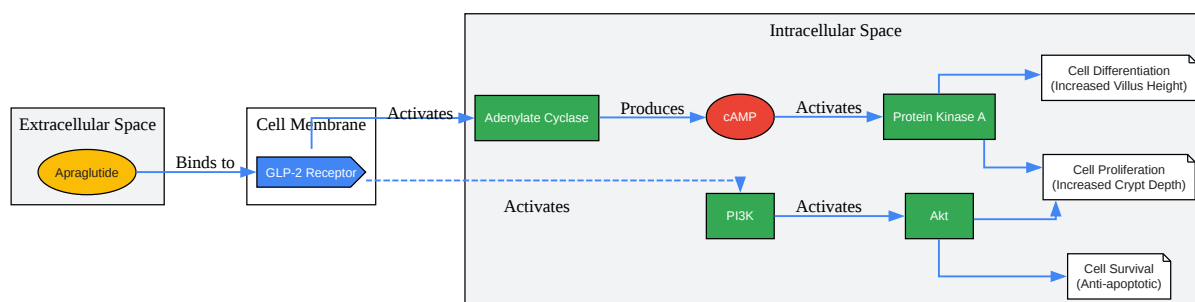 Intracellular Space
Cell Differentiation
(Increased Villus Height)
Extracellular Space
Cell Membrane
Activates
Adenylate Cyclase
Produces
cAMP
Activates
Protein Kinase A
Apraglutide
Binds to
GLP-2 Receptor
Cell Proliferation
(Increased Crypt Depth)
Activates
PI3K
Activates
Akt
Cell Survival
(Anti-apoptotic)